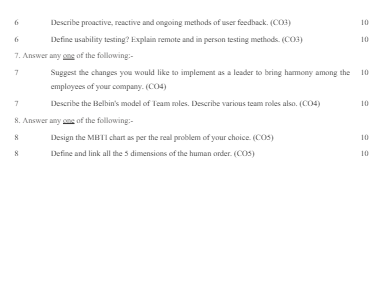 6 Describe proactive, reactive and ongoing methods of user feedback. (CO3) 10
6 Define usability testing? Explain remote and in person testing methods. (CO3) 10
7. Answer any one of the following:-
7 Suggest the changes you would like to implement as a leader to bring harmony among the 10
employees of your company. (CO4)
7 Describe the Belbin's model of Team roles. Describe various team roles also. (CO4) 10
8. Answer any one of the following:-
8 Design the MBTI chart as per the real problem of your choice. (CO5) 10
8 Define and link all the 5 dimensions of the human order. (CO5) 10